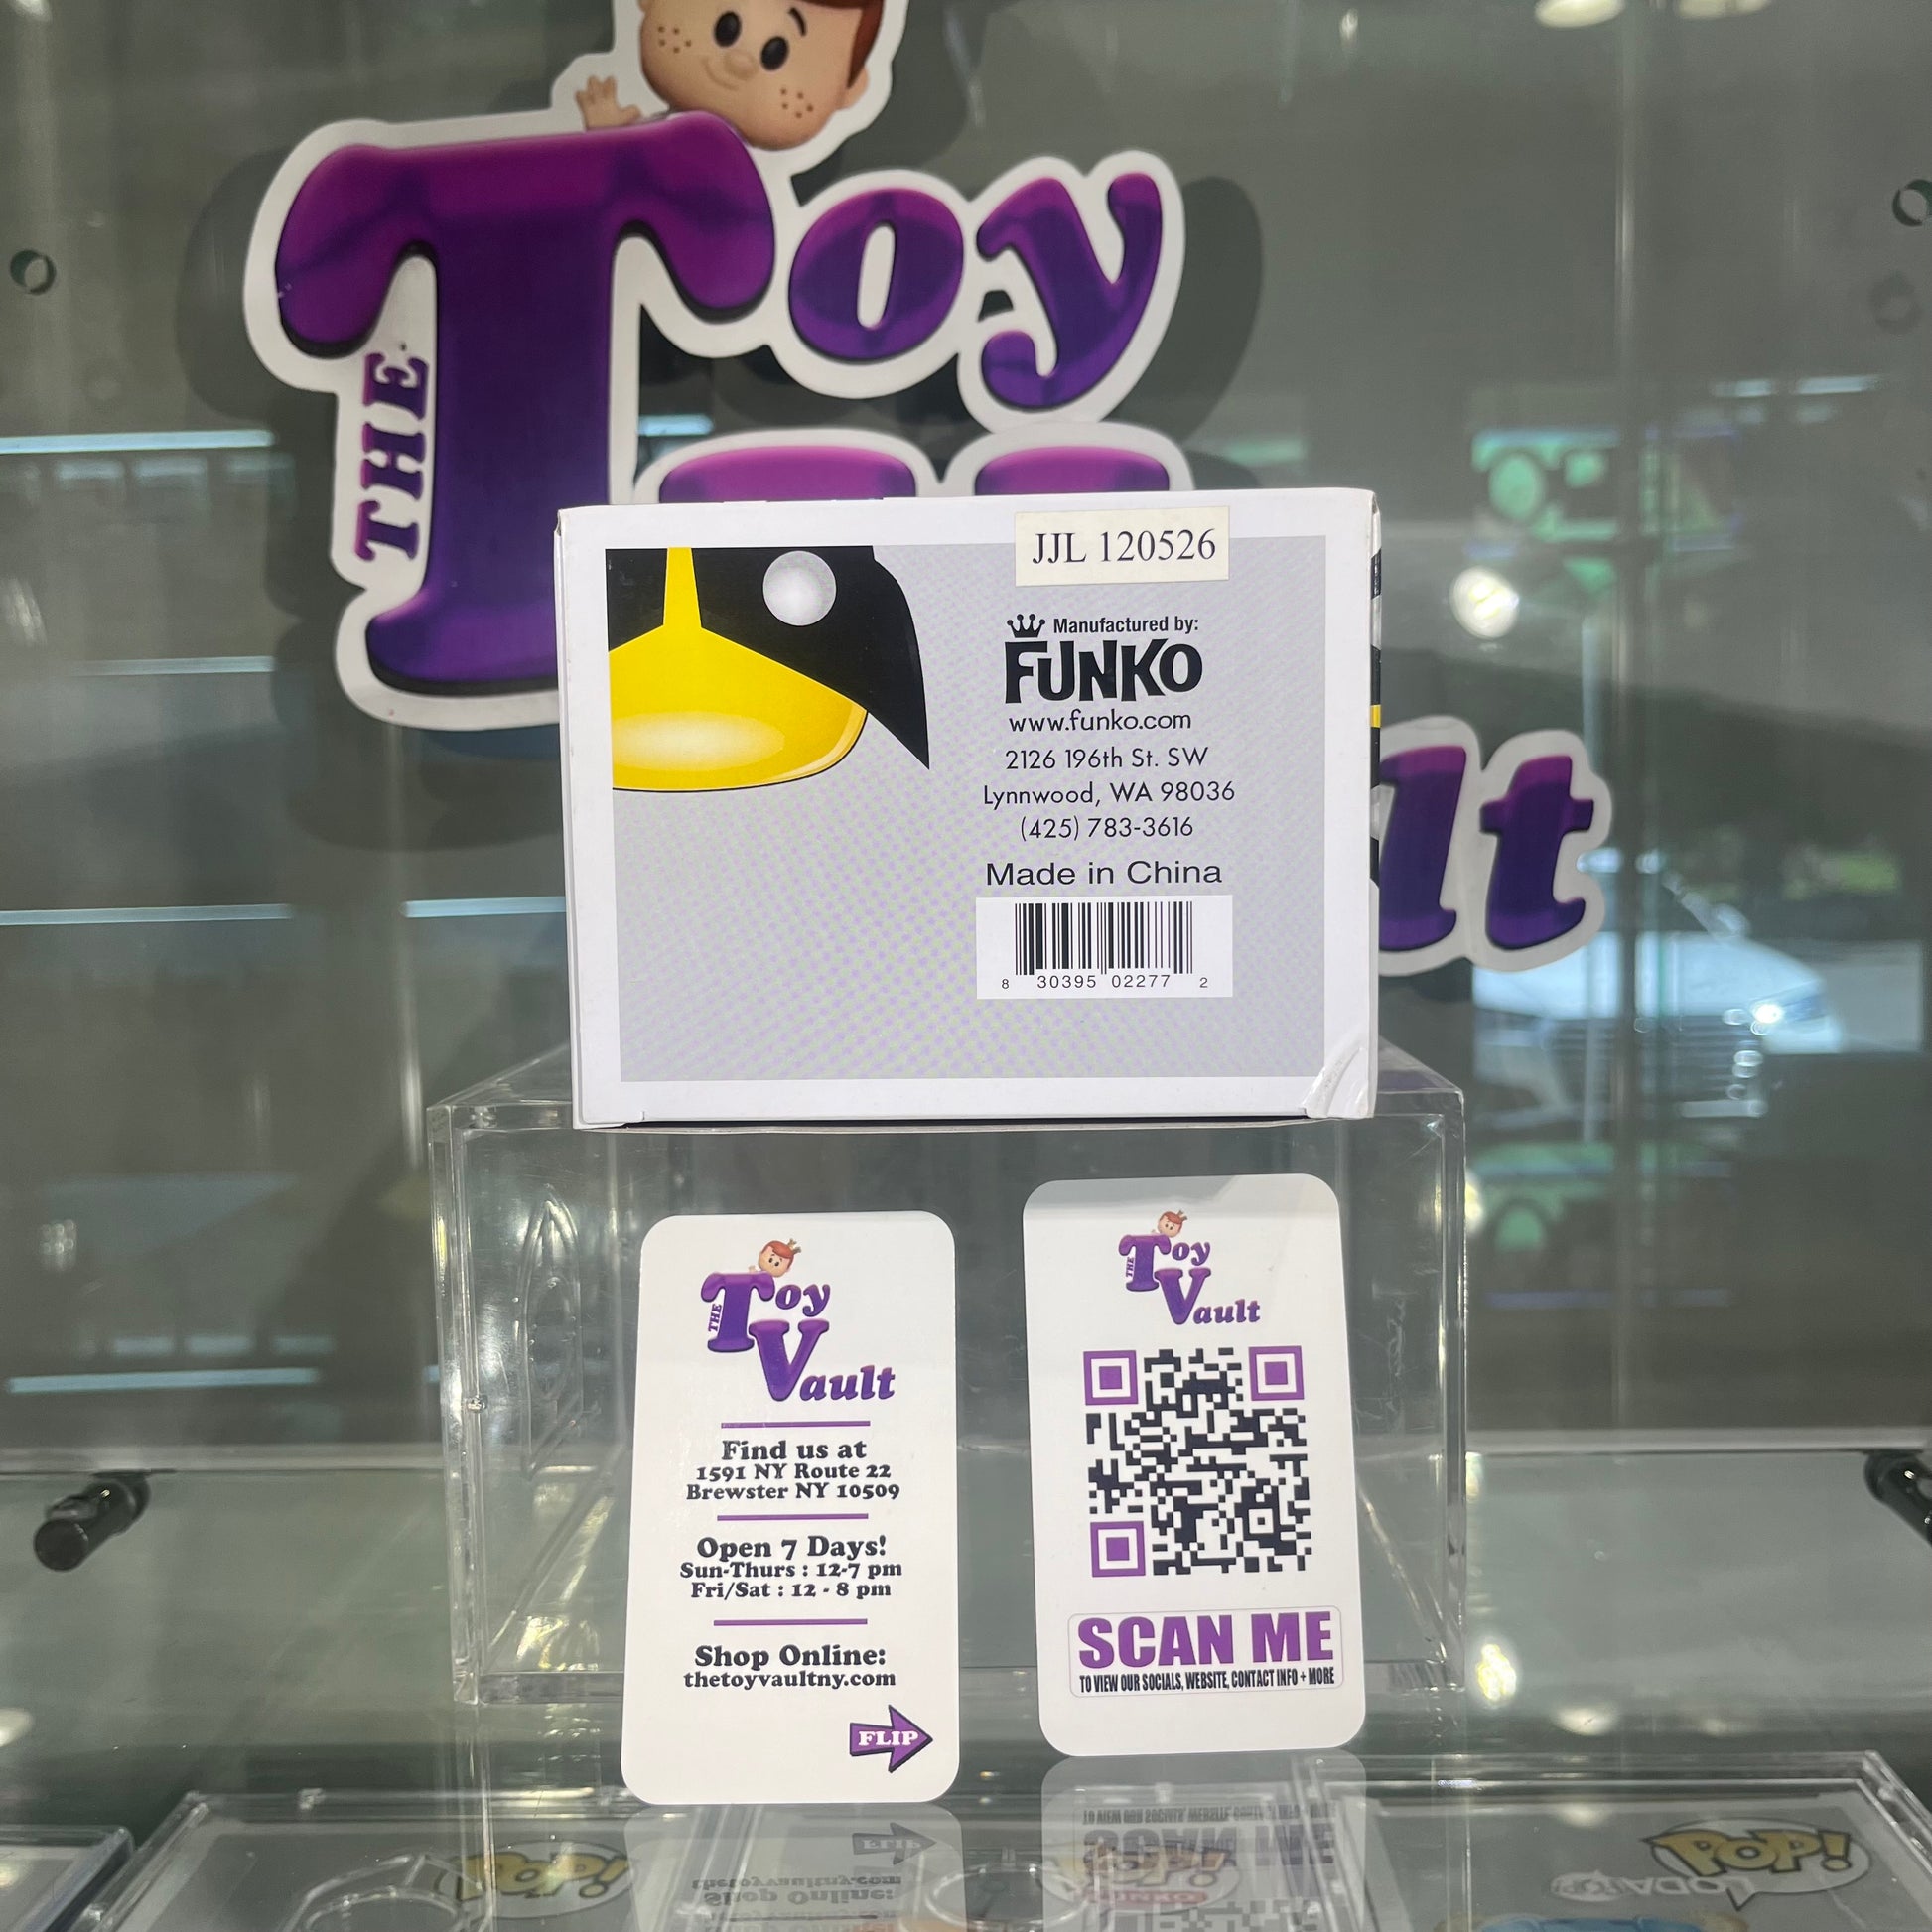 THE Toy
lt
JJL 120526
Manufactured by:
FUNKO
www.funko.com
2126 196th St. SW
Lynnwood, WA 98036
(425) 783-3616
Made in China
8 30395 02277 2
THE Toy
Vault
Find us at
1591 NY Route 22
Brewster NY 10509
Open 7 Days!
Sun-Thurs : 12-7 pm
Fri/Sat : 12 - 8 pm
Shop Online:
thetoyvaultny.com
FLIP
THE Toy
Vault
SCAN ME
TO VIEW OUR SOCIALS, WEBSITE, CONTACT INFO + MORE
POP!
POP!
POP!